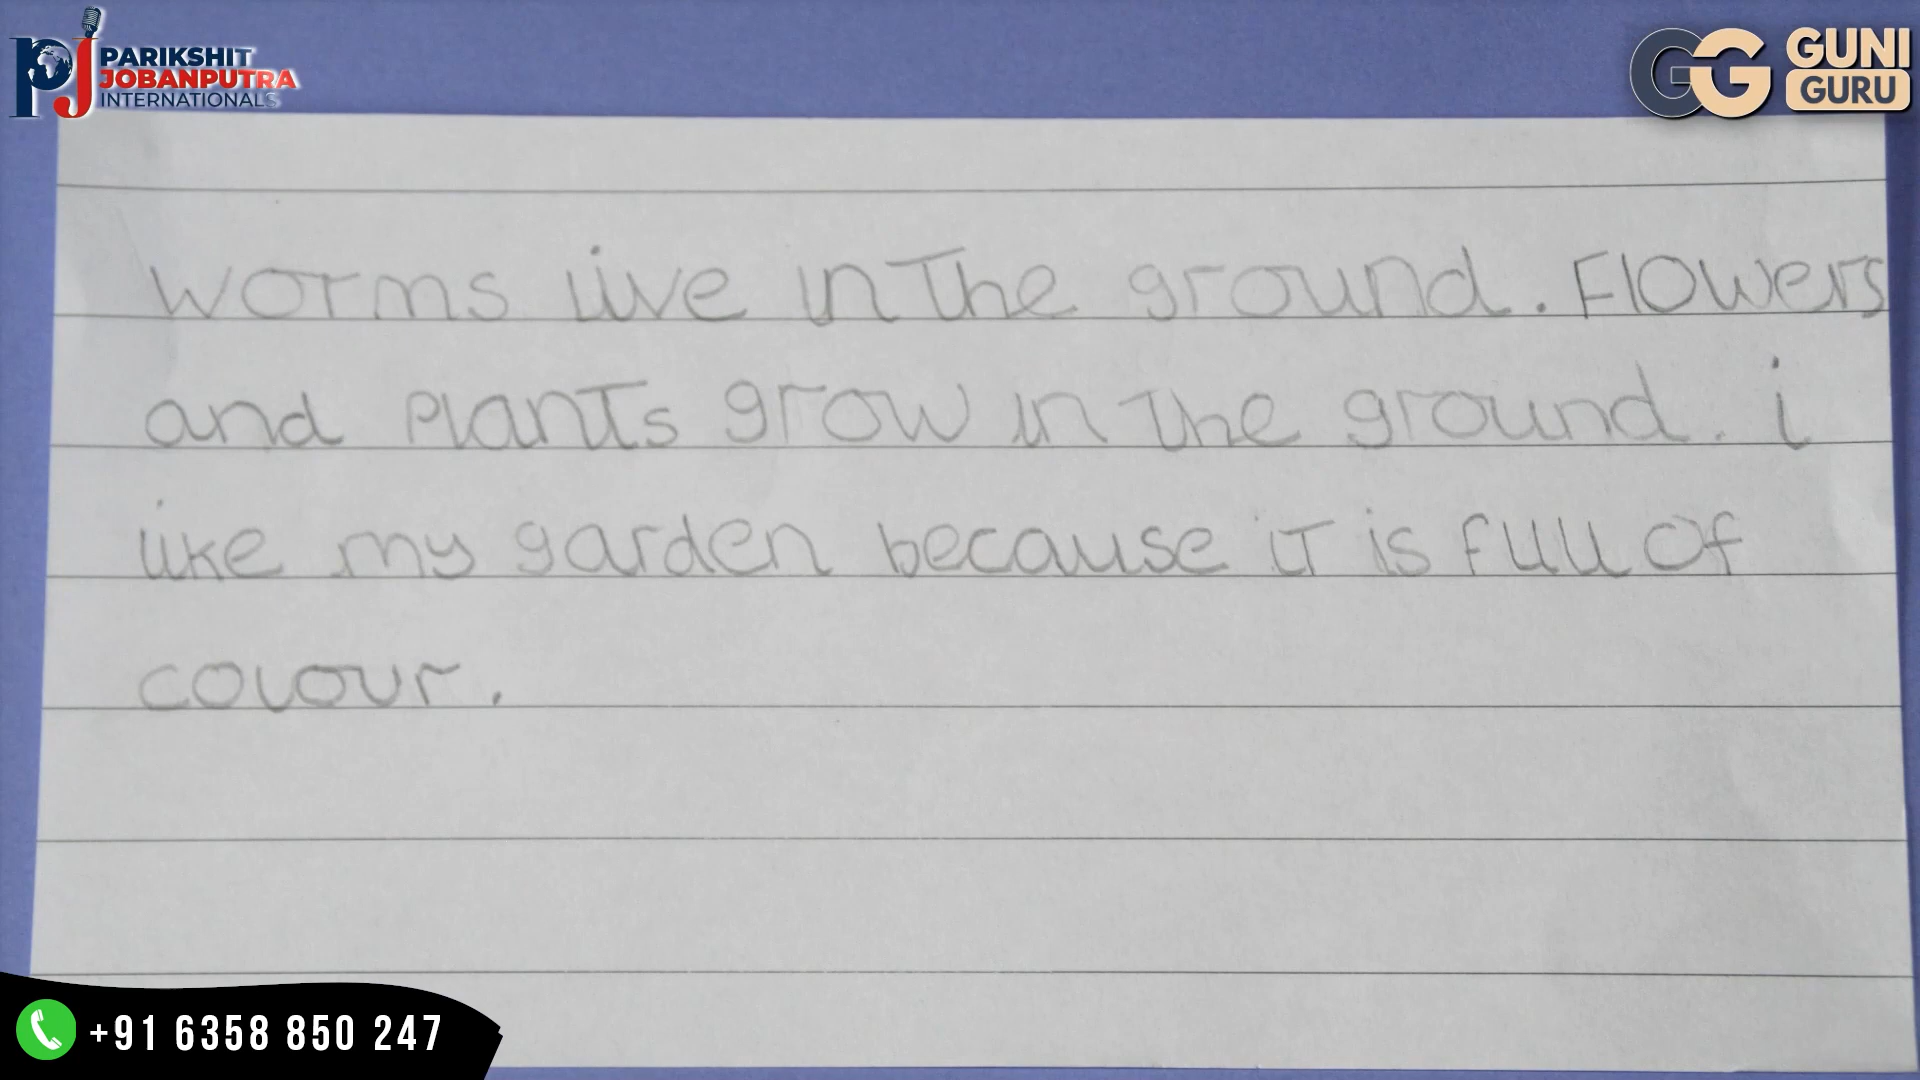 PARIKSHIT
JOBANPUTRA
INTERNATIONALS
GUNI
GURU
worms live in The ground. Flowers
and plants grow in the ground. i
like my garden because it is full of
colour.
+91 6358 850 247